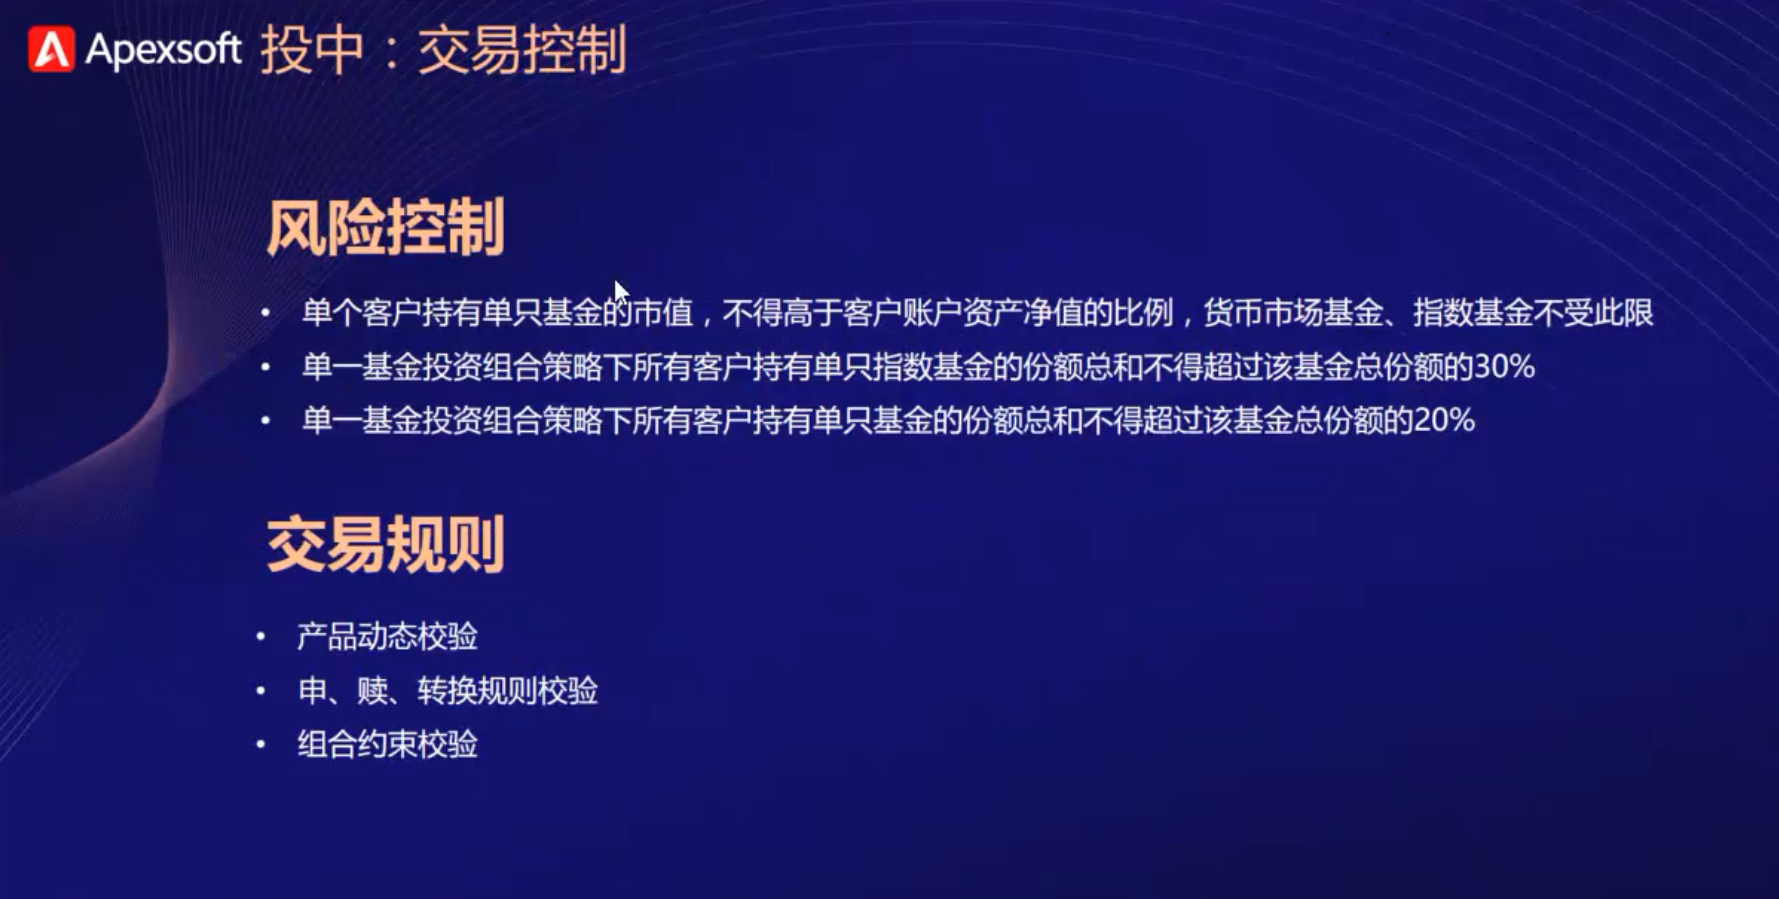 Apexsoft 投中：交易控制
风险控制
• 单个客户持有单只基金的市值，不得高于客户账户资产净值的比例，货币市场基金、指数基金不受此限
• 单一基金投资组合策略下所有客户持有单只指数基金的份额总和不得超过该基金总份额的30%
• 单一基金投资组合策略下所有客户持有单只基金的份额总和不得超过该基金总份额的20%
交易规则
• 产品动态校验
• 申、赎、转换规则校验
• 组合约束校验